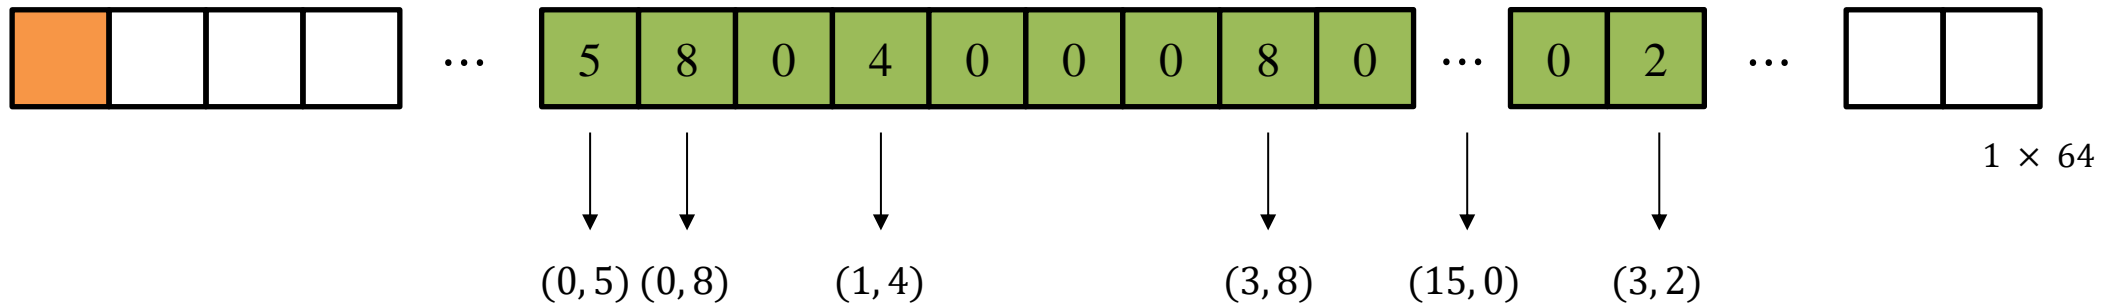 ... 5 8 0 4 0 0 0 8 0 ... 0 2 ...
1 × 64
(0, 5) (0, 8) (1, 4) (3, 8) (15, 0) (3, 2)